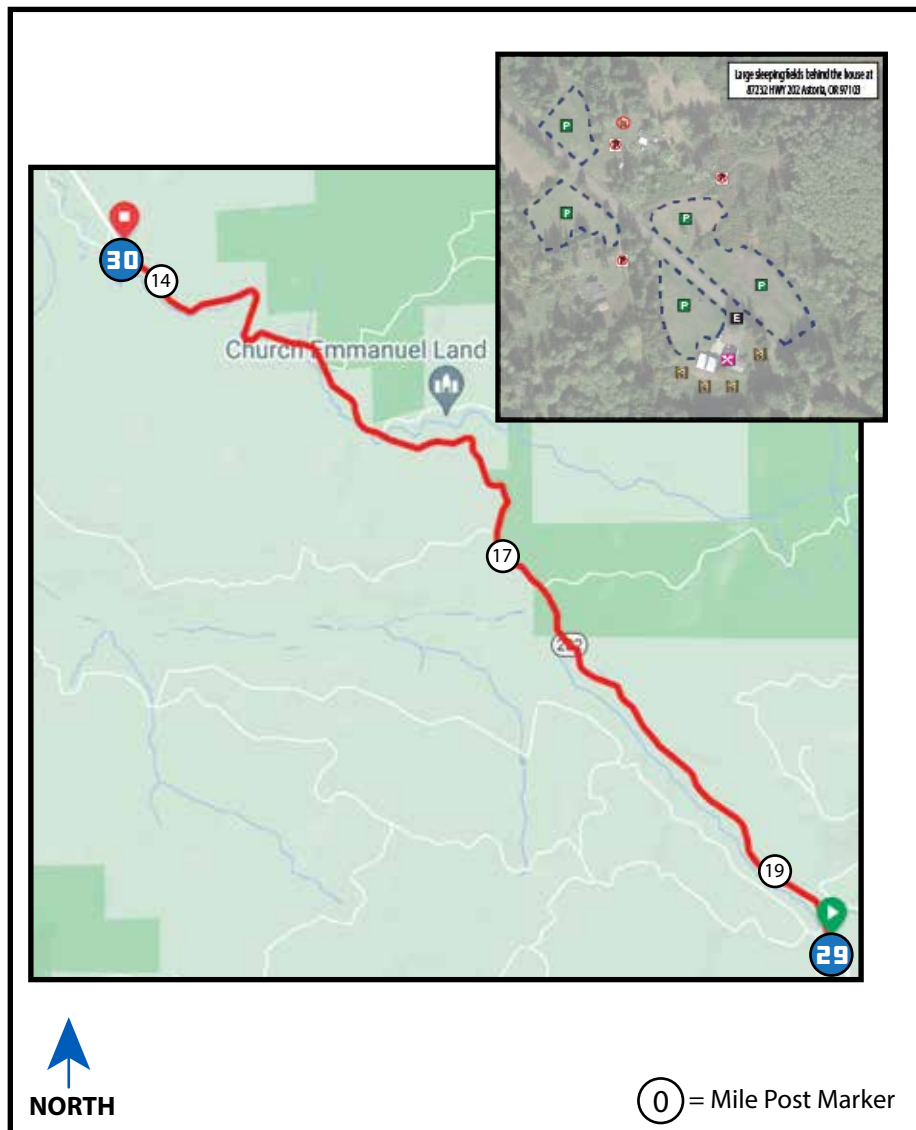 Large sleeping fields behind the house at
87232 HWY 202 Astoria, OR 97103
P
P
P
P
P
E
30
14
Church Emmanuel Land
17
19
29
NORTH
0 = Mile Post Marker